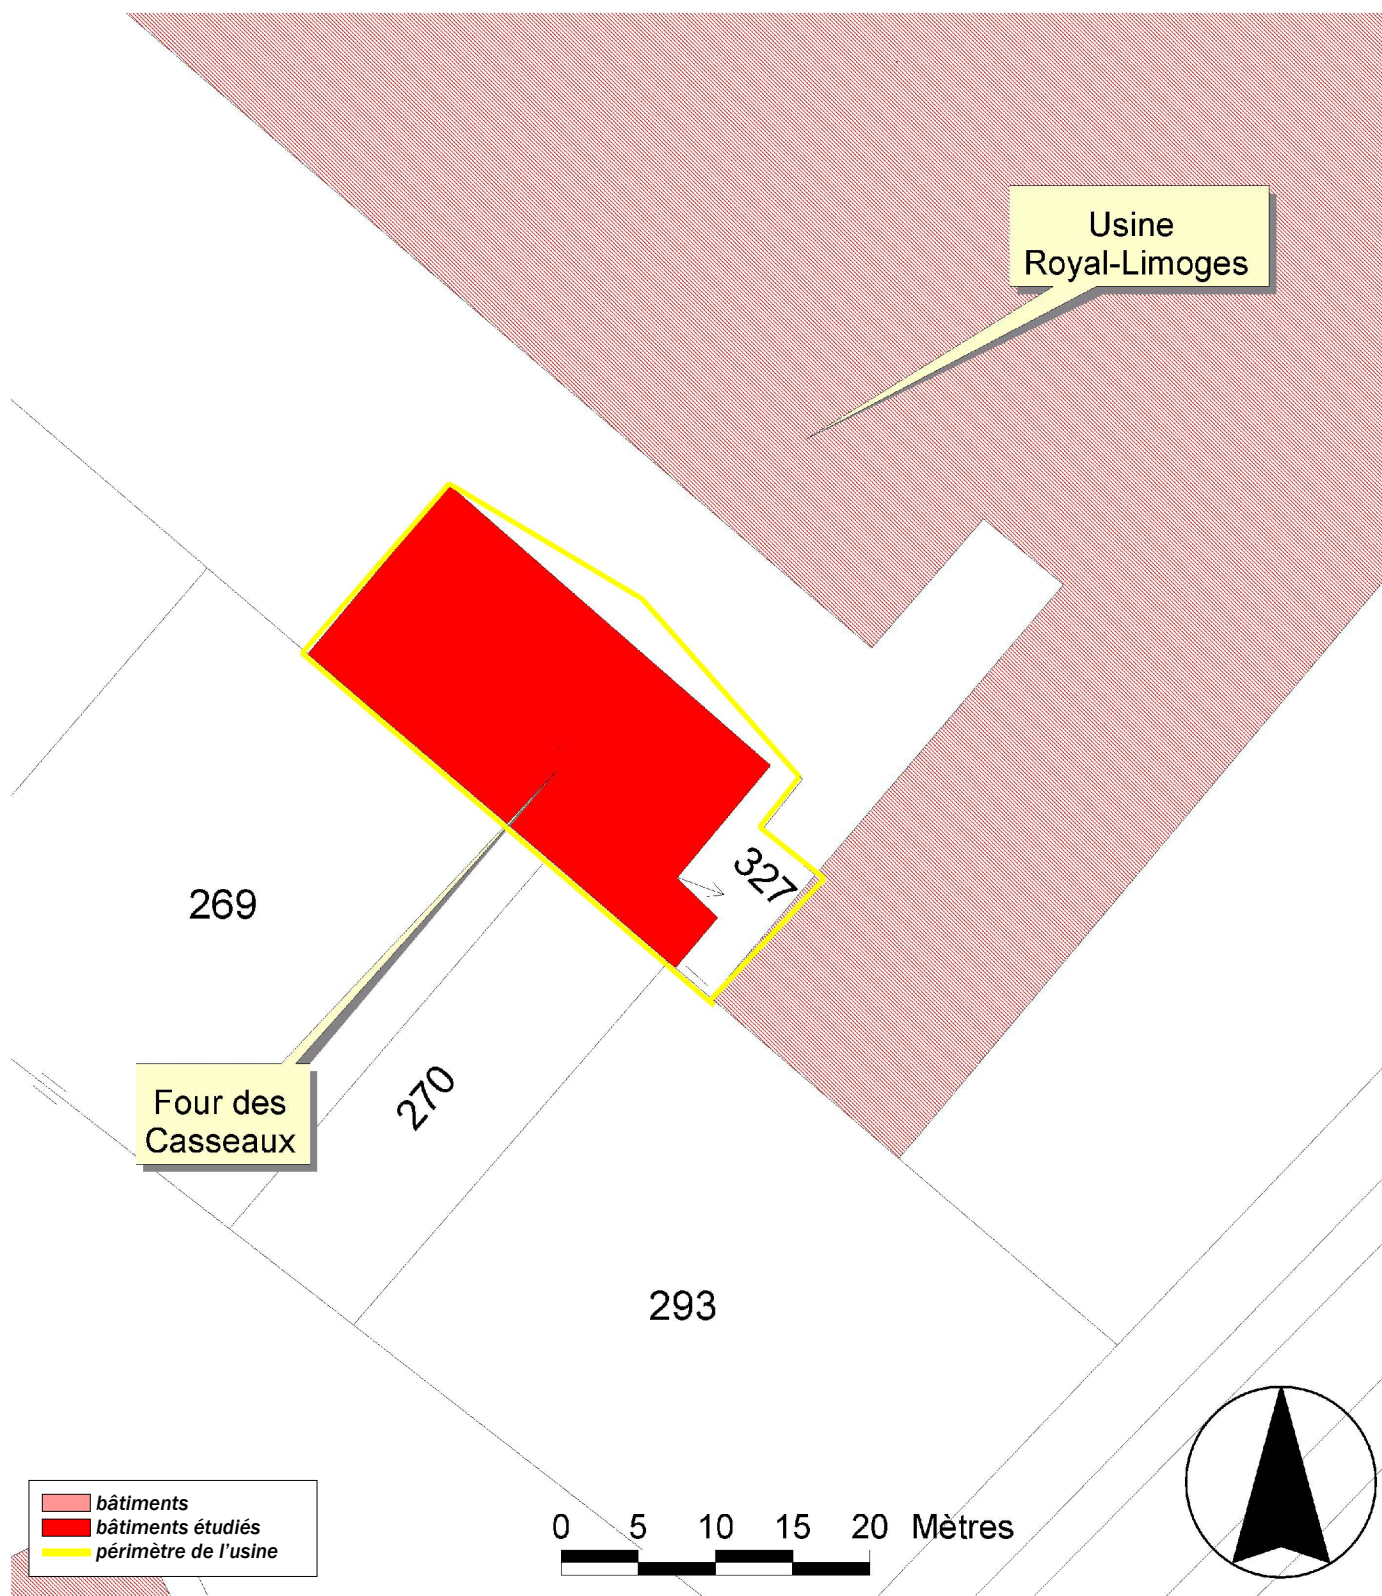 Usine
Royal-Limoges
327
269
270
Four des
Casseaux
293
bâtiments
bâtiments étudiés
périmètre de l'usine
0 5 10 15 20 Mètres